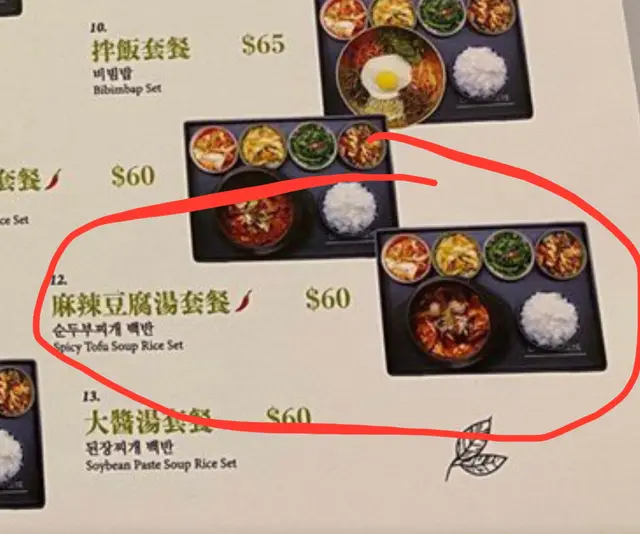 10.
拌飯套餐 $65
비빔밥
Bibimbap Set
套餐 $60
ce Set
12.
麻辣豆腐湯套餐 $60
순두부찌개 백반
Spicy Tofu Soup Rice Set
13.
大醬湯套餐 $60
된장찌개 백반
Soybean Paste Soup Rice Set